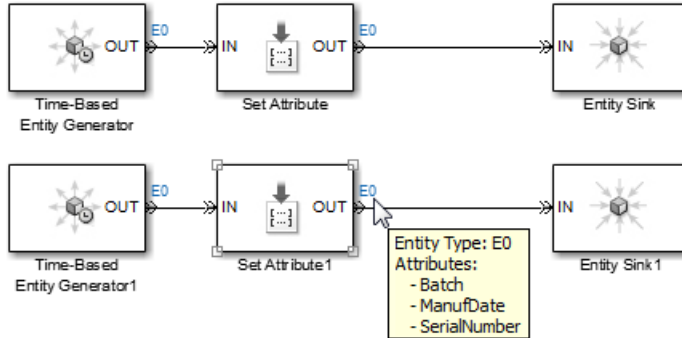 E0
E0
OUT
IN
OUT
IN
Time-Based
Entity Generator
Set Attribute
Entity Sink
E0
E0
OUT
IN
OUT
IN
Time-Based
Entity Generator1
Set Attribute1
Entity Sink1
Entity Type: E0
Attributes:
- Batch
- ManufDate
- SerialNumber